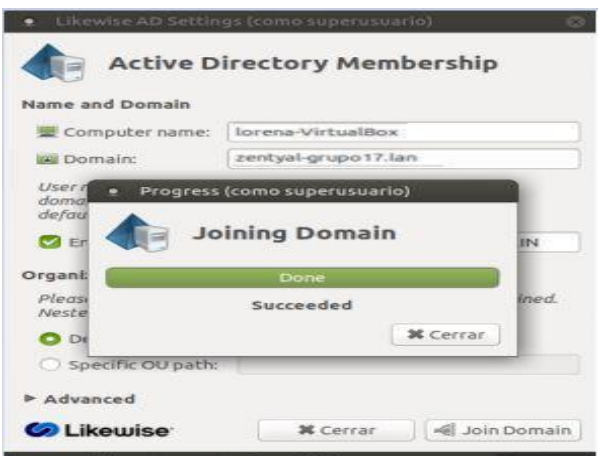 Likewise AD Settings (como superusuario)
Active Directory Membership
Name and Domain
Computer name:
lorena-VirtualBox
Domain:
zentyal-grupo17.lan
User
doma
defau
Progress (como superusuario)
Joining Domain
Done
Succeeded
Cerrar
En
IN
Organi
Pleas
ined.
Neste
De
Specific OU path:
Advanced
Likewise
Cerrar
Join Domain